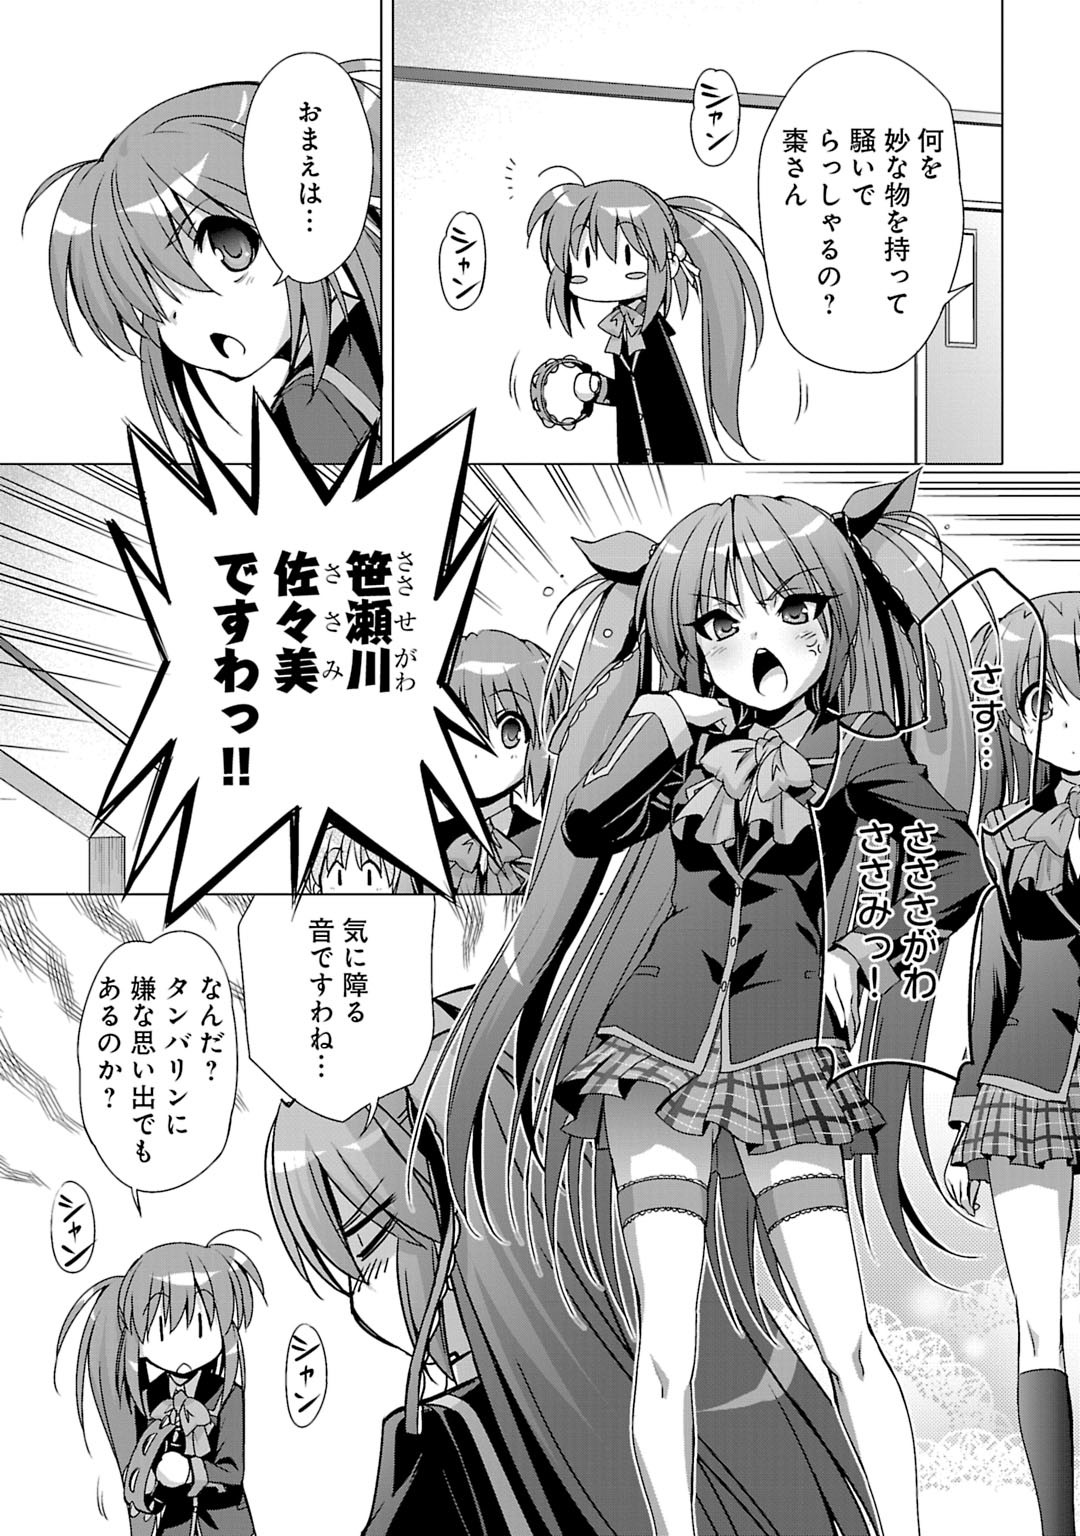 何を
妙な物を持って
騒いで
らっしゃるの？
棗さん
シャン
シャン
おまえは…
さす…
さささがわ
ささみっ！
笹瀬川
ささせがわ
佐々美
ささみ
ですわっ!!
気に障る
音ですわね…
なんだ？
タンバリンに
嫌な思い出でも
あるのか？
シャン
シャン